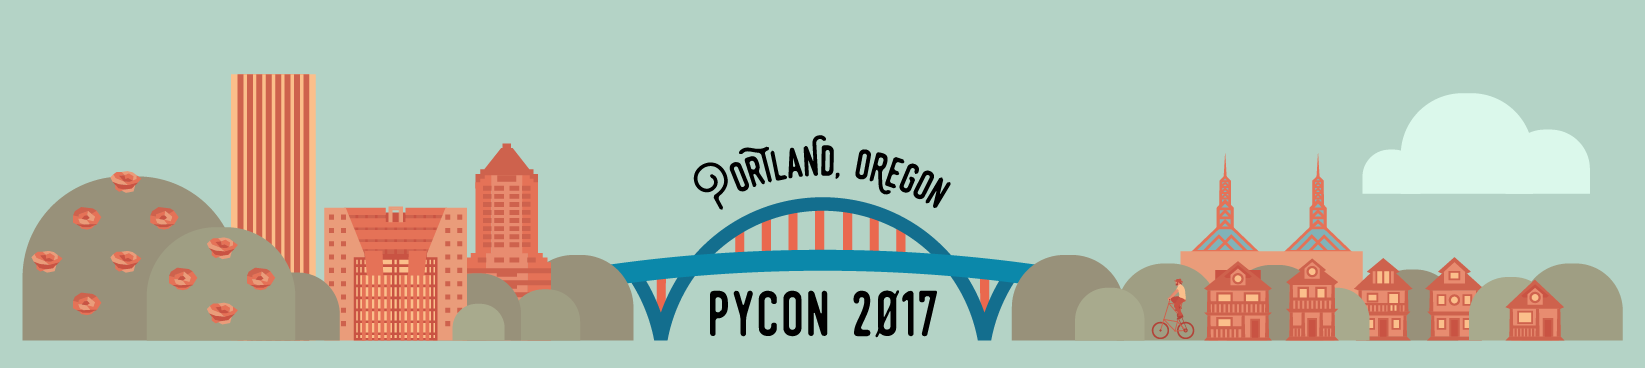 PORTLAND, OREGON
PYCON 2017